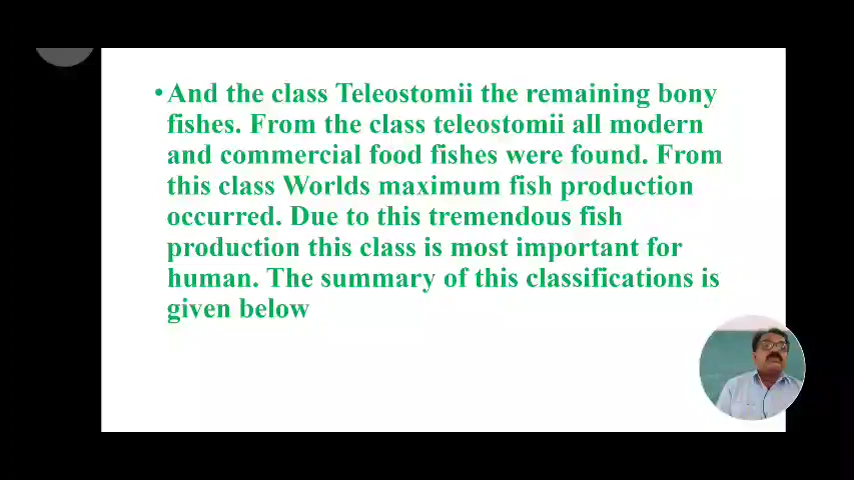 •And the class Teleostomii the remaining bony
fishes. From the class teleostomii all modern
and commercial food fishes were found. From
this class Worlds maximum fish production
occurred. Due to this tremendous fish
production this class is most important for
human. The summary of this classifications is
given below